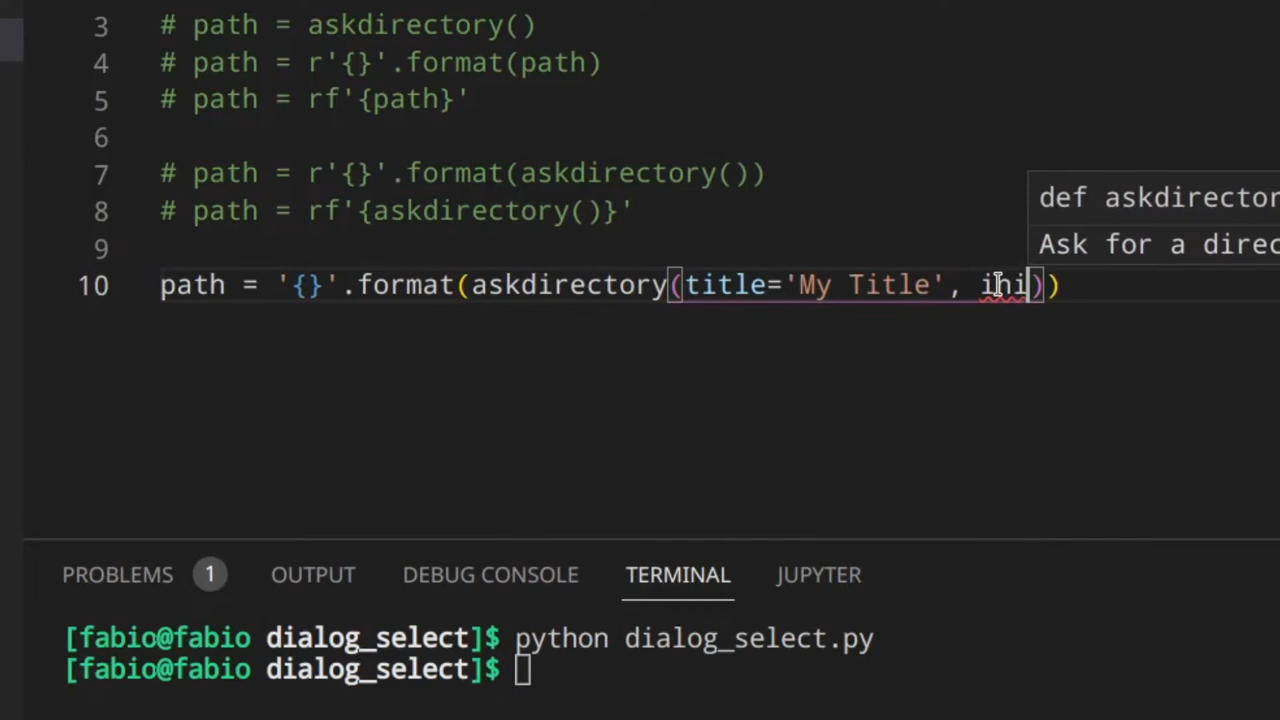 3 # path = askdirectory()
4 # path = r'{}'.format(path)
5 # path = rf'{path}'
6
7 # path = r'{}'.format(askdirectory())
8 # path = rf'{askdirectory()}'
def askdirector
9
Ask for a direc
10 path = '{}'.format(askdirectory(title='My Title', ini))
PROBLEMS 1 OUTPUT DEBUG CONSOLE TERMINAL JUPYTER
[fabio@fabio dialog_select]$ python dialog_select.py
[fabio@fabio dialog_select]$